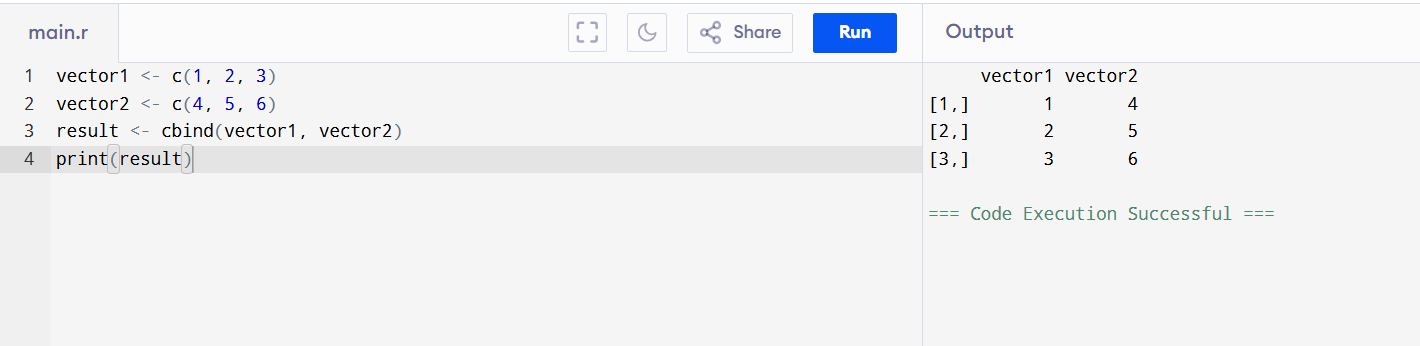 main.r
Share
Run
Output
1 vector1 <- c(1, 2, 3)
2 vector2 <- c(4, 5, 6)
3 result <- cbind(vector1, vector2)
4 print(result)
vector1 vector2
[1,] 1 4
[2,] 2 5
[3,] 3 6
=== Code Execution Successful ===